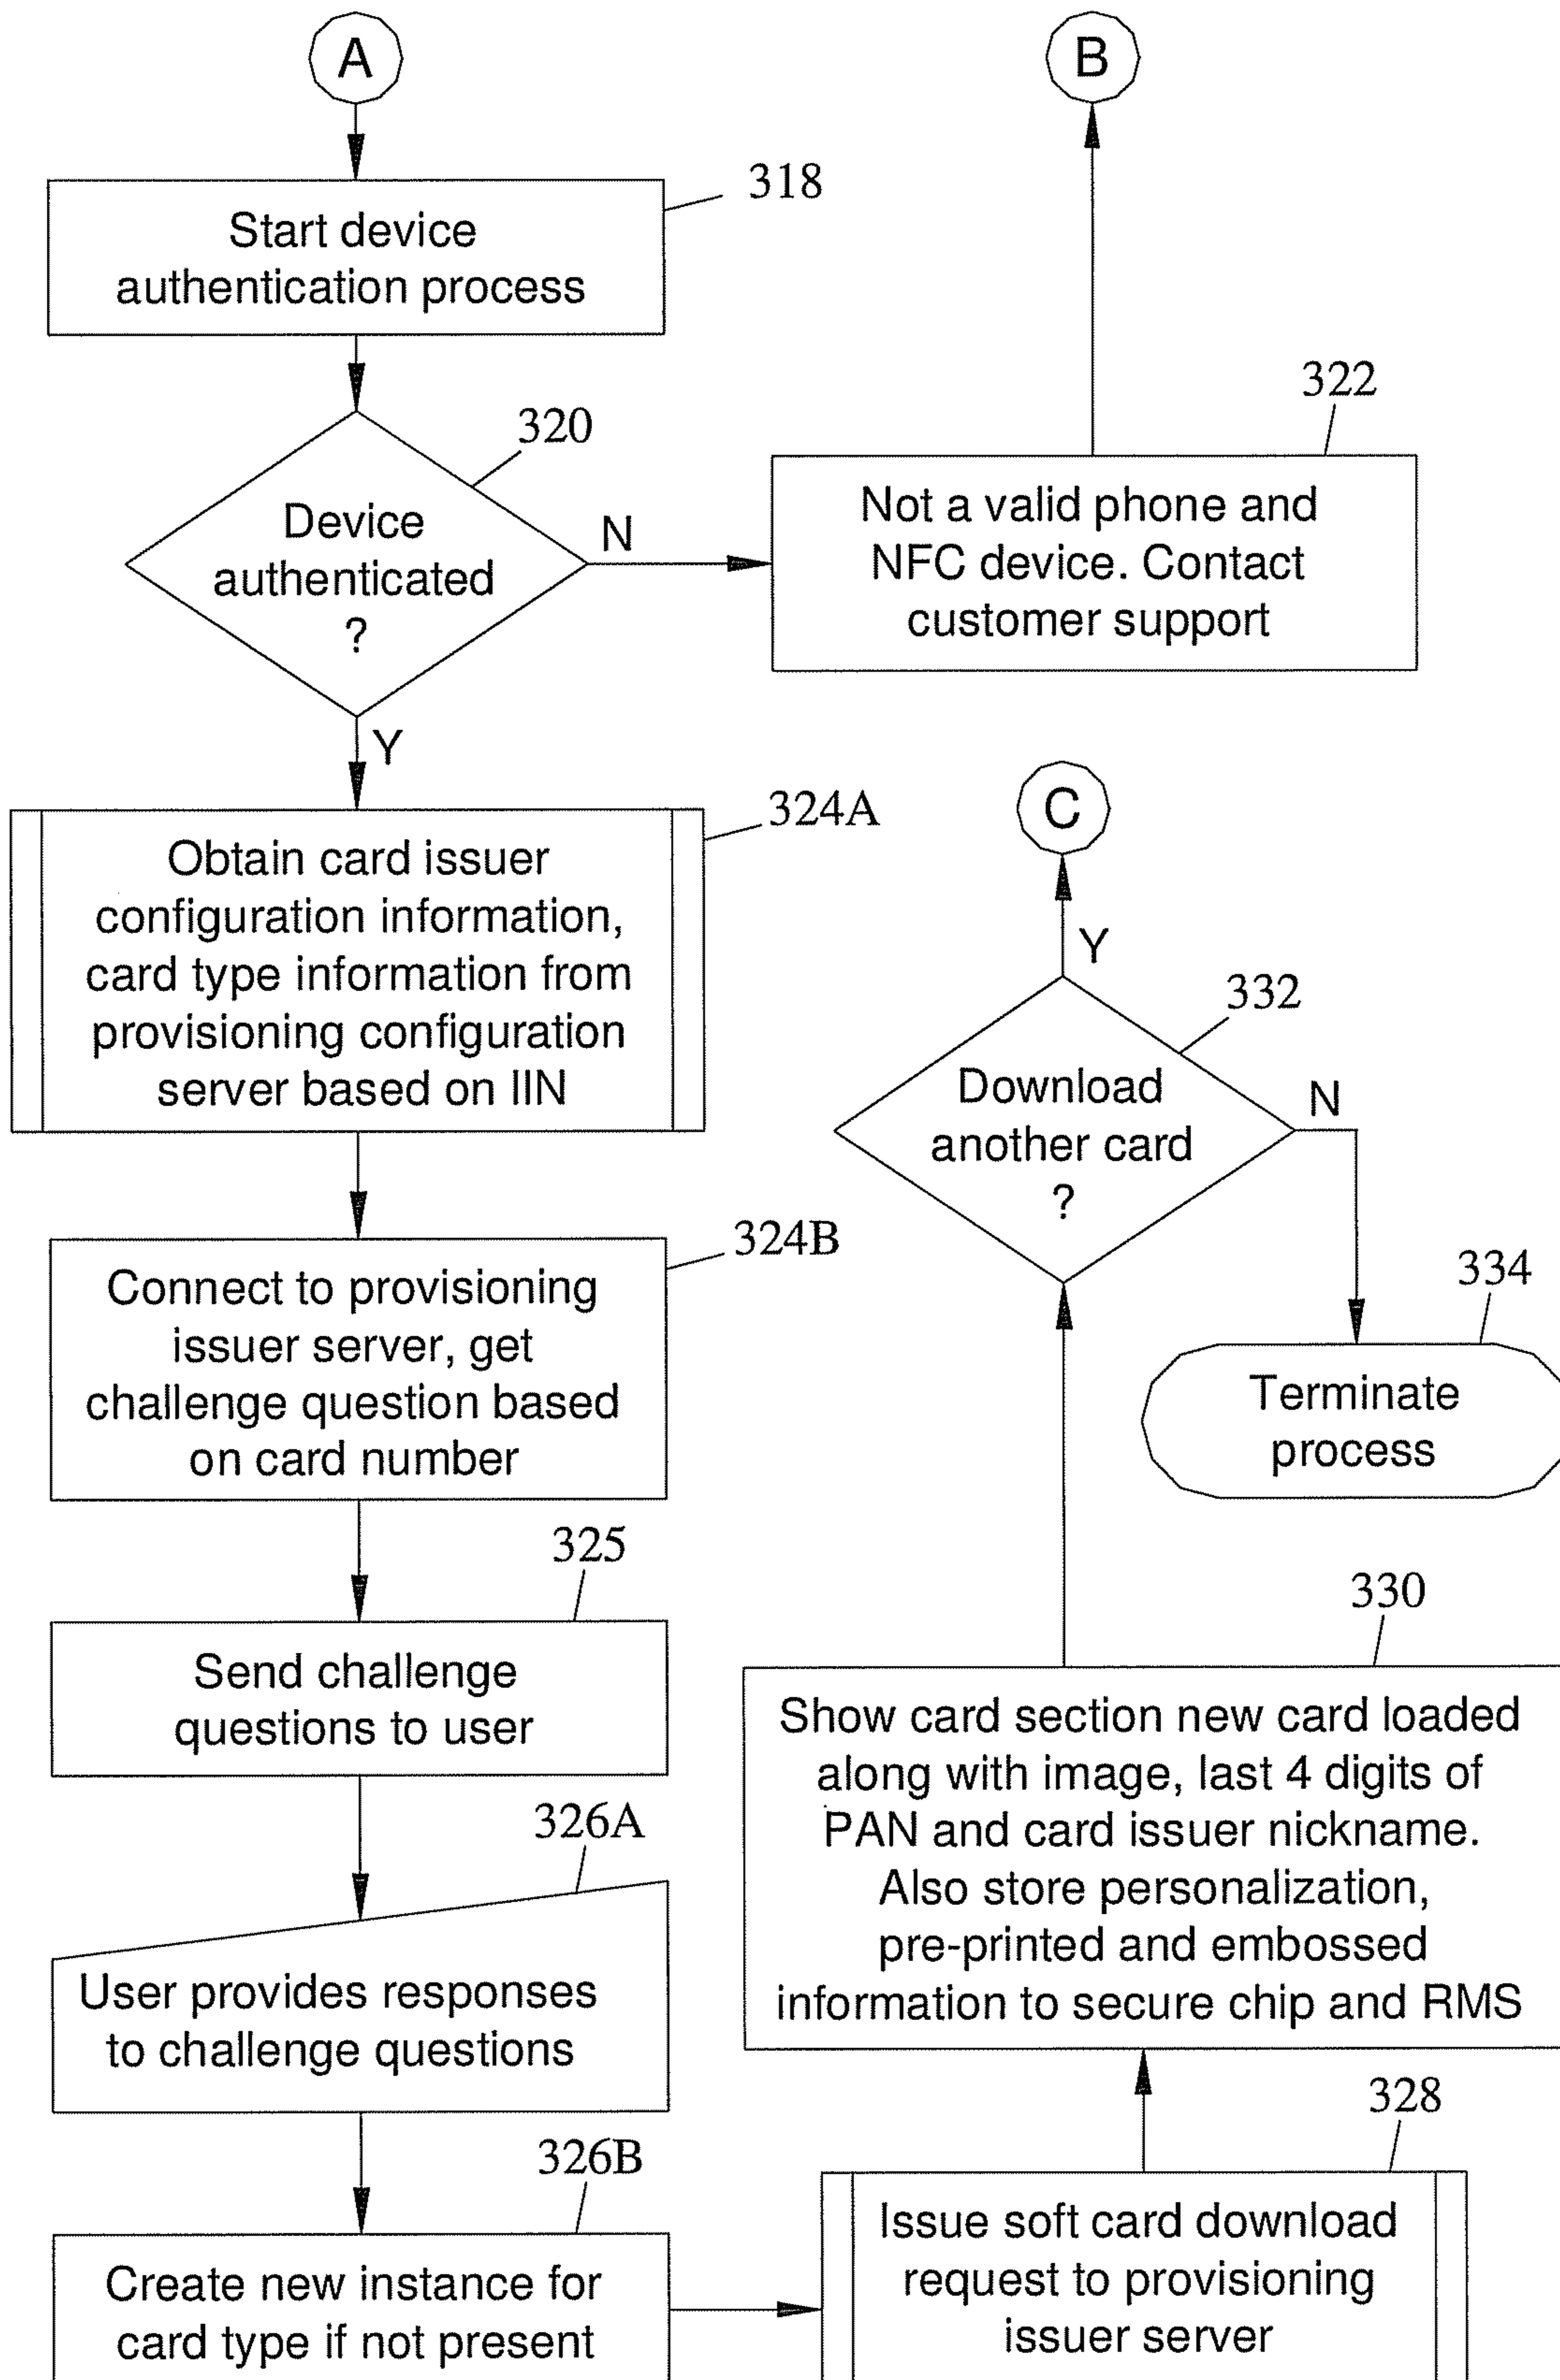 A
318
Start device
authentication process
320
Device
authenticated
?
N
Y
322
Not a valid phone and
NFC device. Contact
customer support
B
324A
Obtain card issuer
configuration information,
card type information from
provisioning configuration
server based on IIN
324B
Connect to provisioning
issuer server, get
challenge question based
on card number
325
Send challenge
questions to user
326A
User provides responses
to challenge questions
326B
Create new instance for
card type if not present
328
Issue soft card download
request to provisioning
issuer server
330
Show card section new card loaded
along with image, last 4 digits of
PAN and card issuer nickname.
Also store personalization,
pre-printed and embossed
information to secure chip and RMS
332
Download
another card
?
Y
C
N
334
Terminate
process